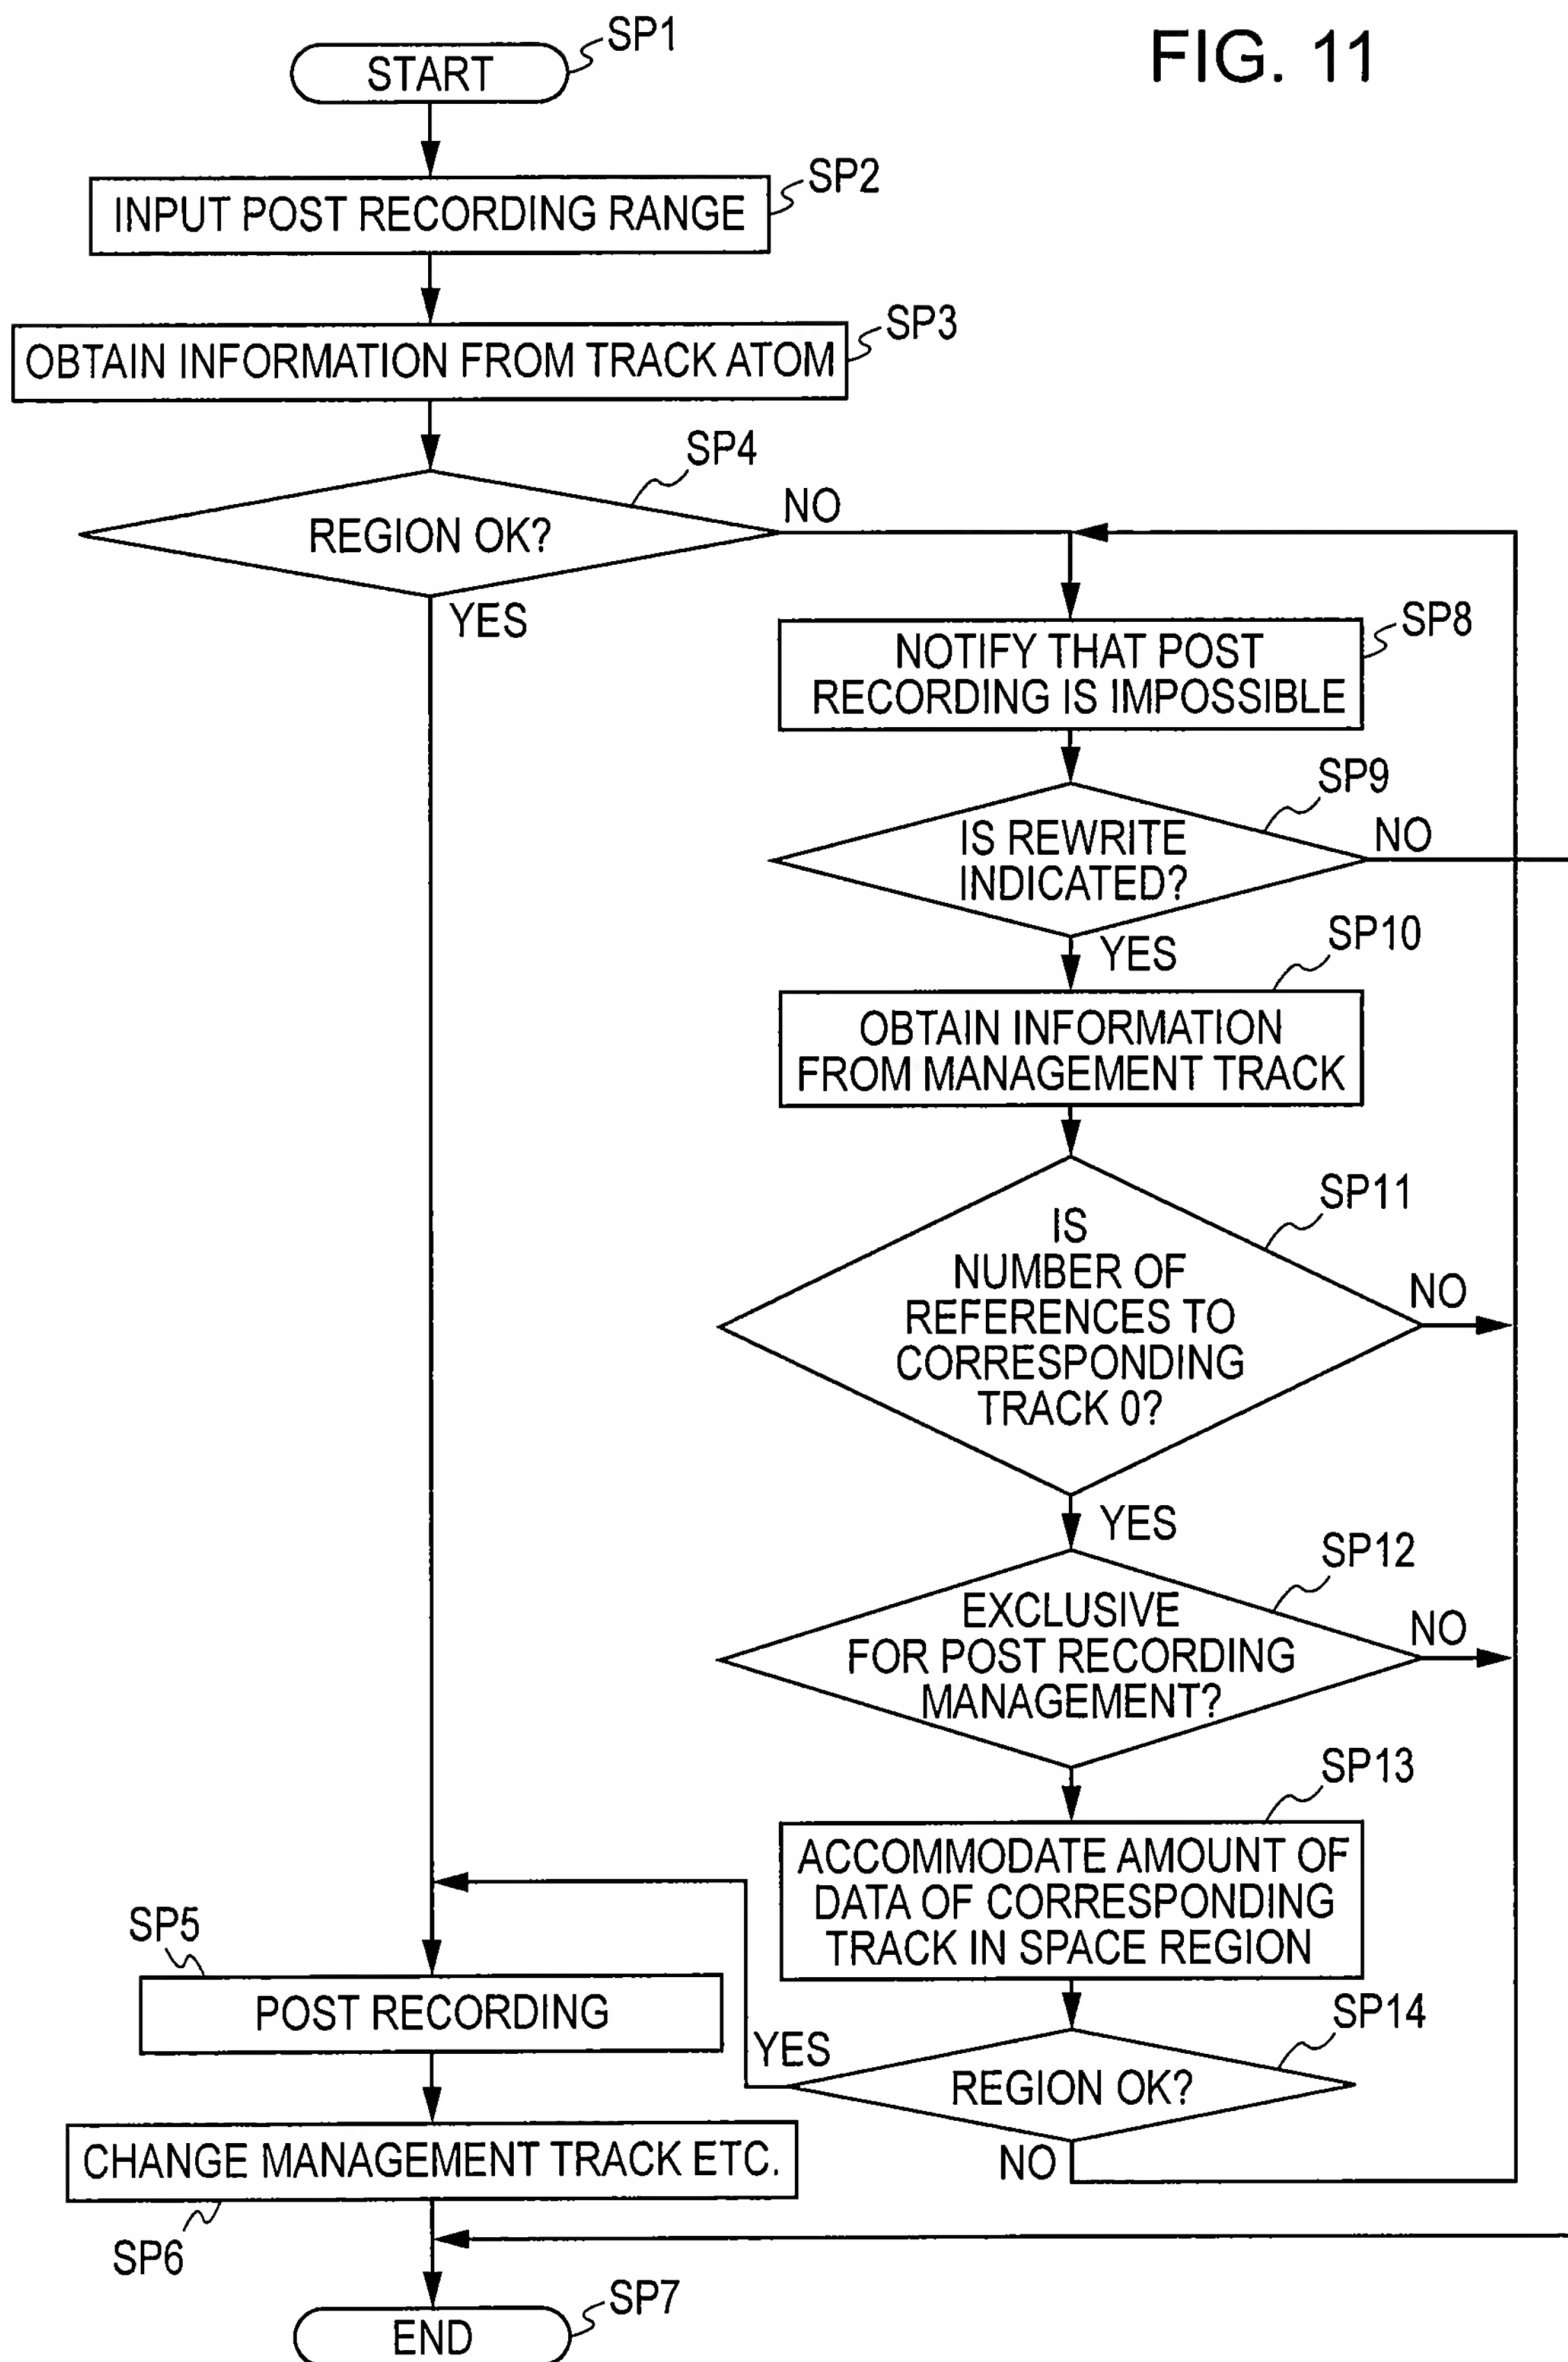 FIG. 11
SP1
START
SP2
INPUT POST RECORDING RANGE
SP3
OBTAIN INFORMATION FROM TRACK ATOM
SP4
REGION OK?
NO
YES
SP8
NOTIFY THAT POST
RECORDING IS IMPOSSIBLE
SP9
IS REWRITE
INDICATED?
NO
YES
SP10
OBTAIN INFORMATION
FROM MANAGEMENT TRACK
SP11
IS
NUMBER OF
REFERENCES TO
CORRESPONDING
TRACK 0?
NO
YES
SP12
EXCLUSIVE
FOR POST RECORDING
MANAGEMENT?
NO
SP13
ACCOMMODATE AMOUNT OF
DATA OF CORRESPONDING
TRACK IN SPACE REGION
SP14
REGION OK?
YES
NO
SP5
POST RECORDING
CHANGE MANAGEMENT TRACK ETC.
SP6
SP7
END